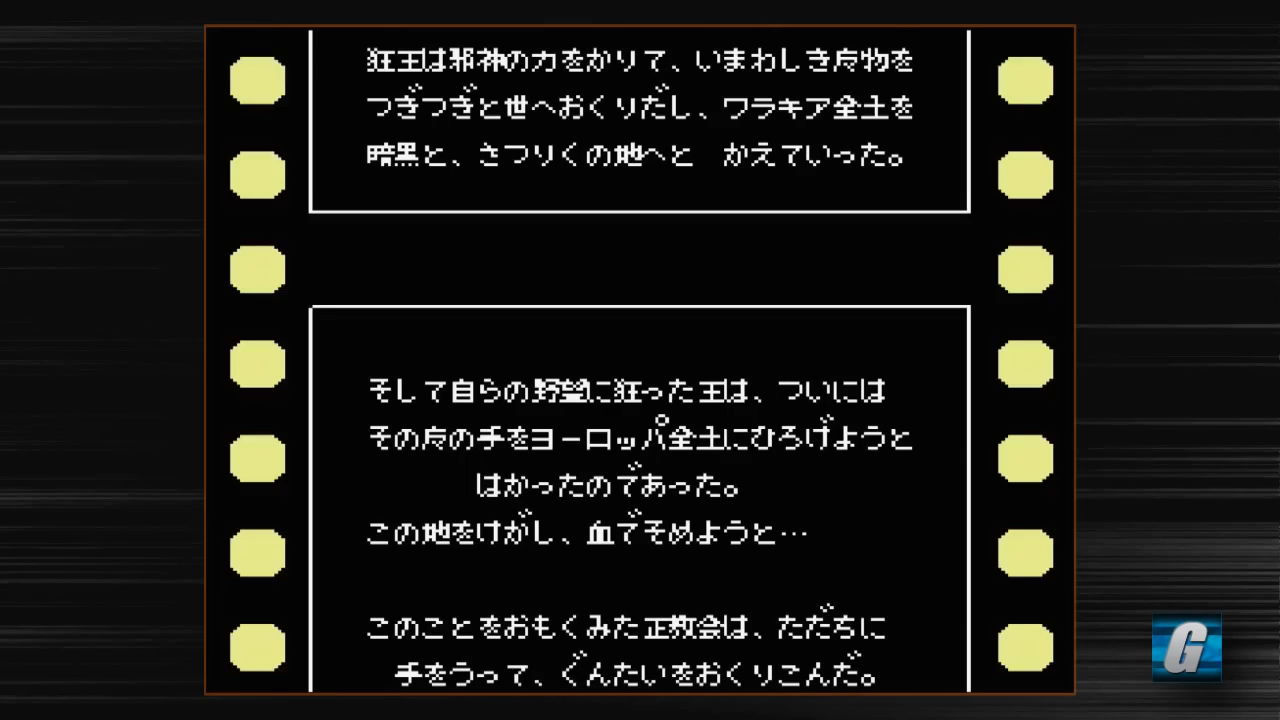 狂王は邪神の力をかりて、いまわしき庋物を
つぎつぎと世へおくりだし、ワラキア全土を
暗黒と、さつりくの地へと かえていった。
そして自らの野望に狂った王は、ついには
その庋の手をヨーロッパ全土にひろげようと
はかったのであった。
この地をけがし、血でそめようと…
このことをおもくみた正教会は、ただちに
手をうって、ぐんたいをおくりこんだ。
G